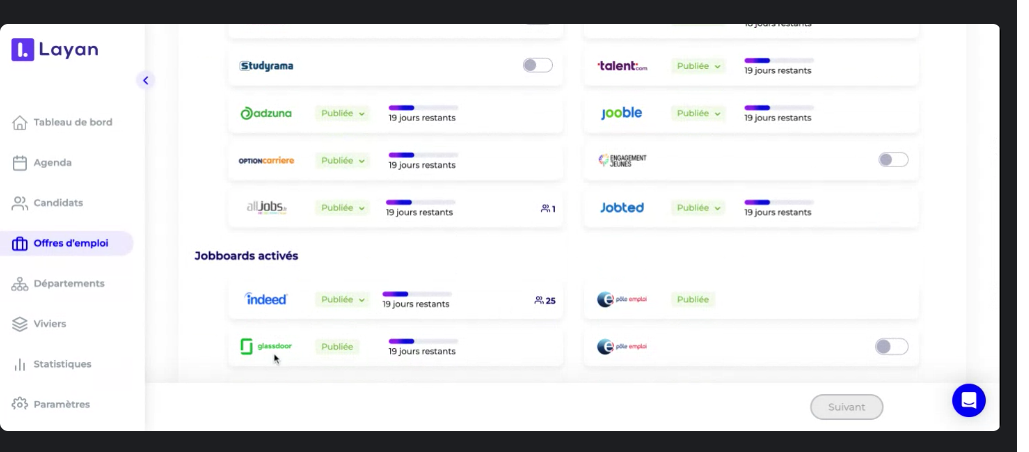 Layan
Tableau de bord
Agenda
Candidats
Offres d'emploi
Départements
Viviers
Statistiques
Paramètres
jours restants
Studyrama
talent.com Publiée 19 jours restants
adzuna Publiée 19 jours restants
jooble Publiée 19 jours restants
OPTIONCARRIERE Publiée 19 jours restants
ENGAGEMENT
JEUNES
alljobs Publiée 19 jours restants 1
Jobted Publiée 19 jours restants
Jobboards activés
indeed Publiée 19 jours restants 25
pôle emploi Publiée
glassdoor Publiée 19 jours restants
pôle emploi
Suivant